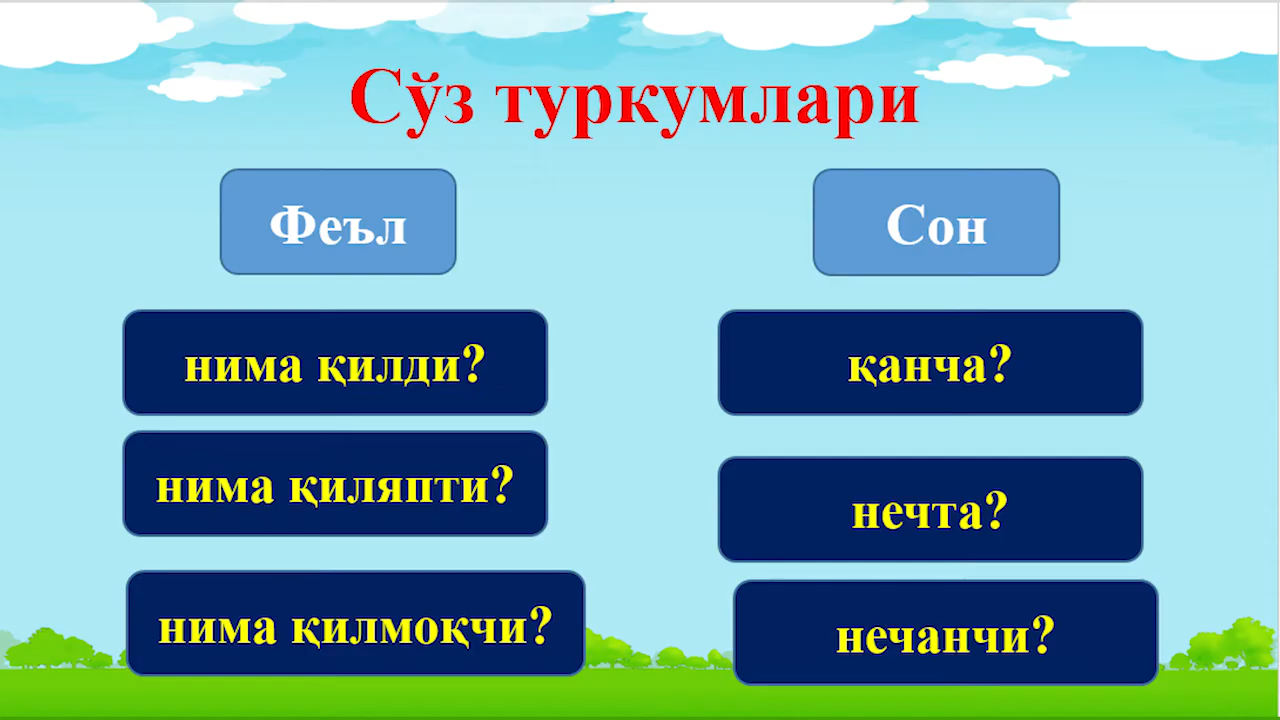 Сўз туркумлари
Феъл
нима қилди?
нима қиляпти?
нима қилмоқчи?
Сон
қанча?
нечта?
нечанчи?